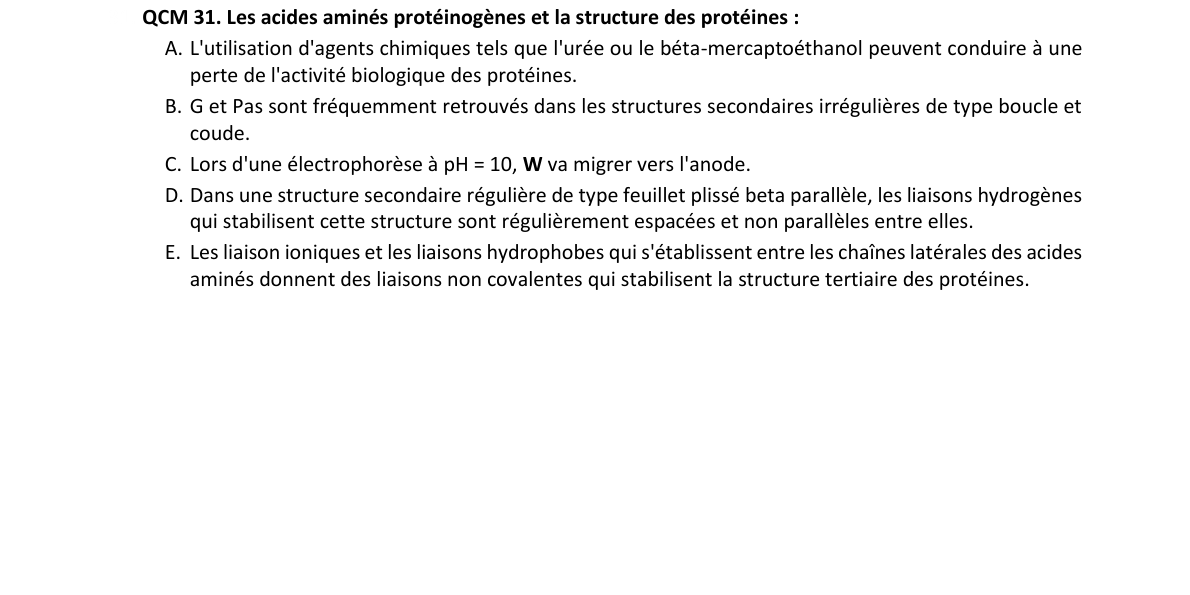 QCM 31. Les acides aminés protéinogènes et la structure des protéines :
A. L'utilisation d'agents chimiques tels que l'urée ou le béta-mercaptoéthanol peuvent conduire à une
perte de l'activité biologique des protéines.
B. G et Pas sont fréquemment retrouvés dans les structures secondaires irrégulières de type boucle et
coude.
C. Lors d'une électrophorèse à pH = 10, W va migrer vers l'anode.
D. Dans une structure secondaire régulière de type feuillet plissé beta parallèle, les liaisons hydrogènes
qui stabilisent cette structure sont régulièrement espacées et non parallèles entre elles.
E. Les liaison ioniques et les liaisons hydrophobes qui s'établissent entre les chaînes latérales des acides
aminés donnent des liaisons non covalentes qui stabilisent la structure tertiaire des protéines.